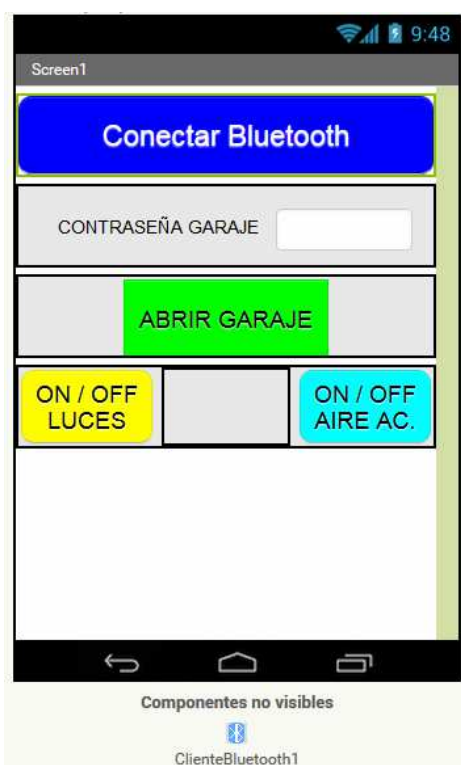 9:48
Screen1
Conectar Bluetooth
CONTRASEÑA GARAJE
ABRIR GARAJE
ON / OFF
LUCES
ON / OFF
AIRE AC.
Componentes no visibles
ClienteBluetooth1